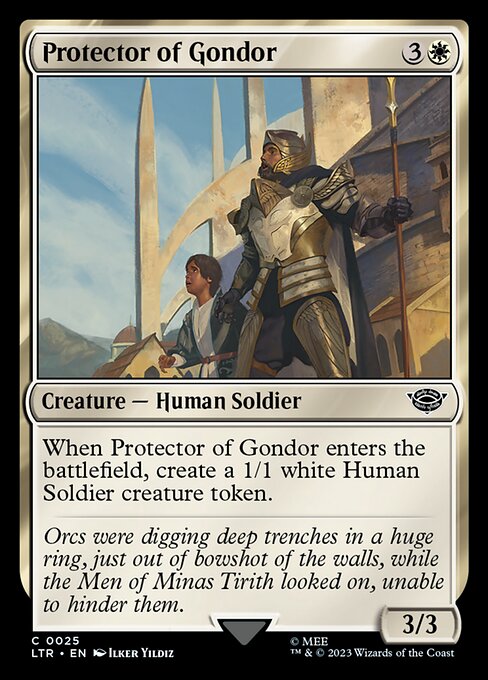 Protector of Gondor 3
Creature — Human Soldier
When Protector of Gondor enters the
battlefield, create a 1/1 white Human
Soldier creature token.
Orcs were digging deep trenches in a huge
ring, just out of bowshot of the walls, while
the Men of Minas Tirith looked on, unable
to hinder them.
3/3
C 0025
LTR • EN İLKER YILDIZ
© MEE
™ & © 2023 Wizards of the Coast